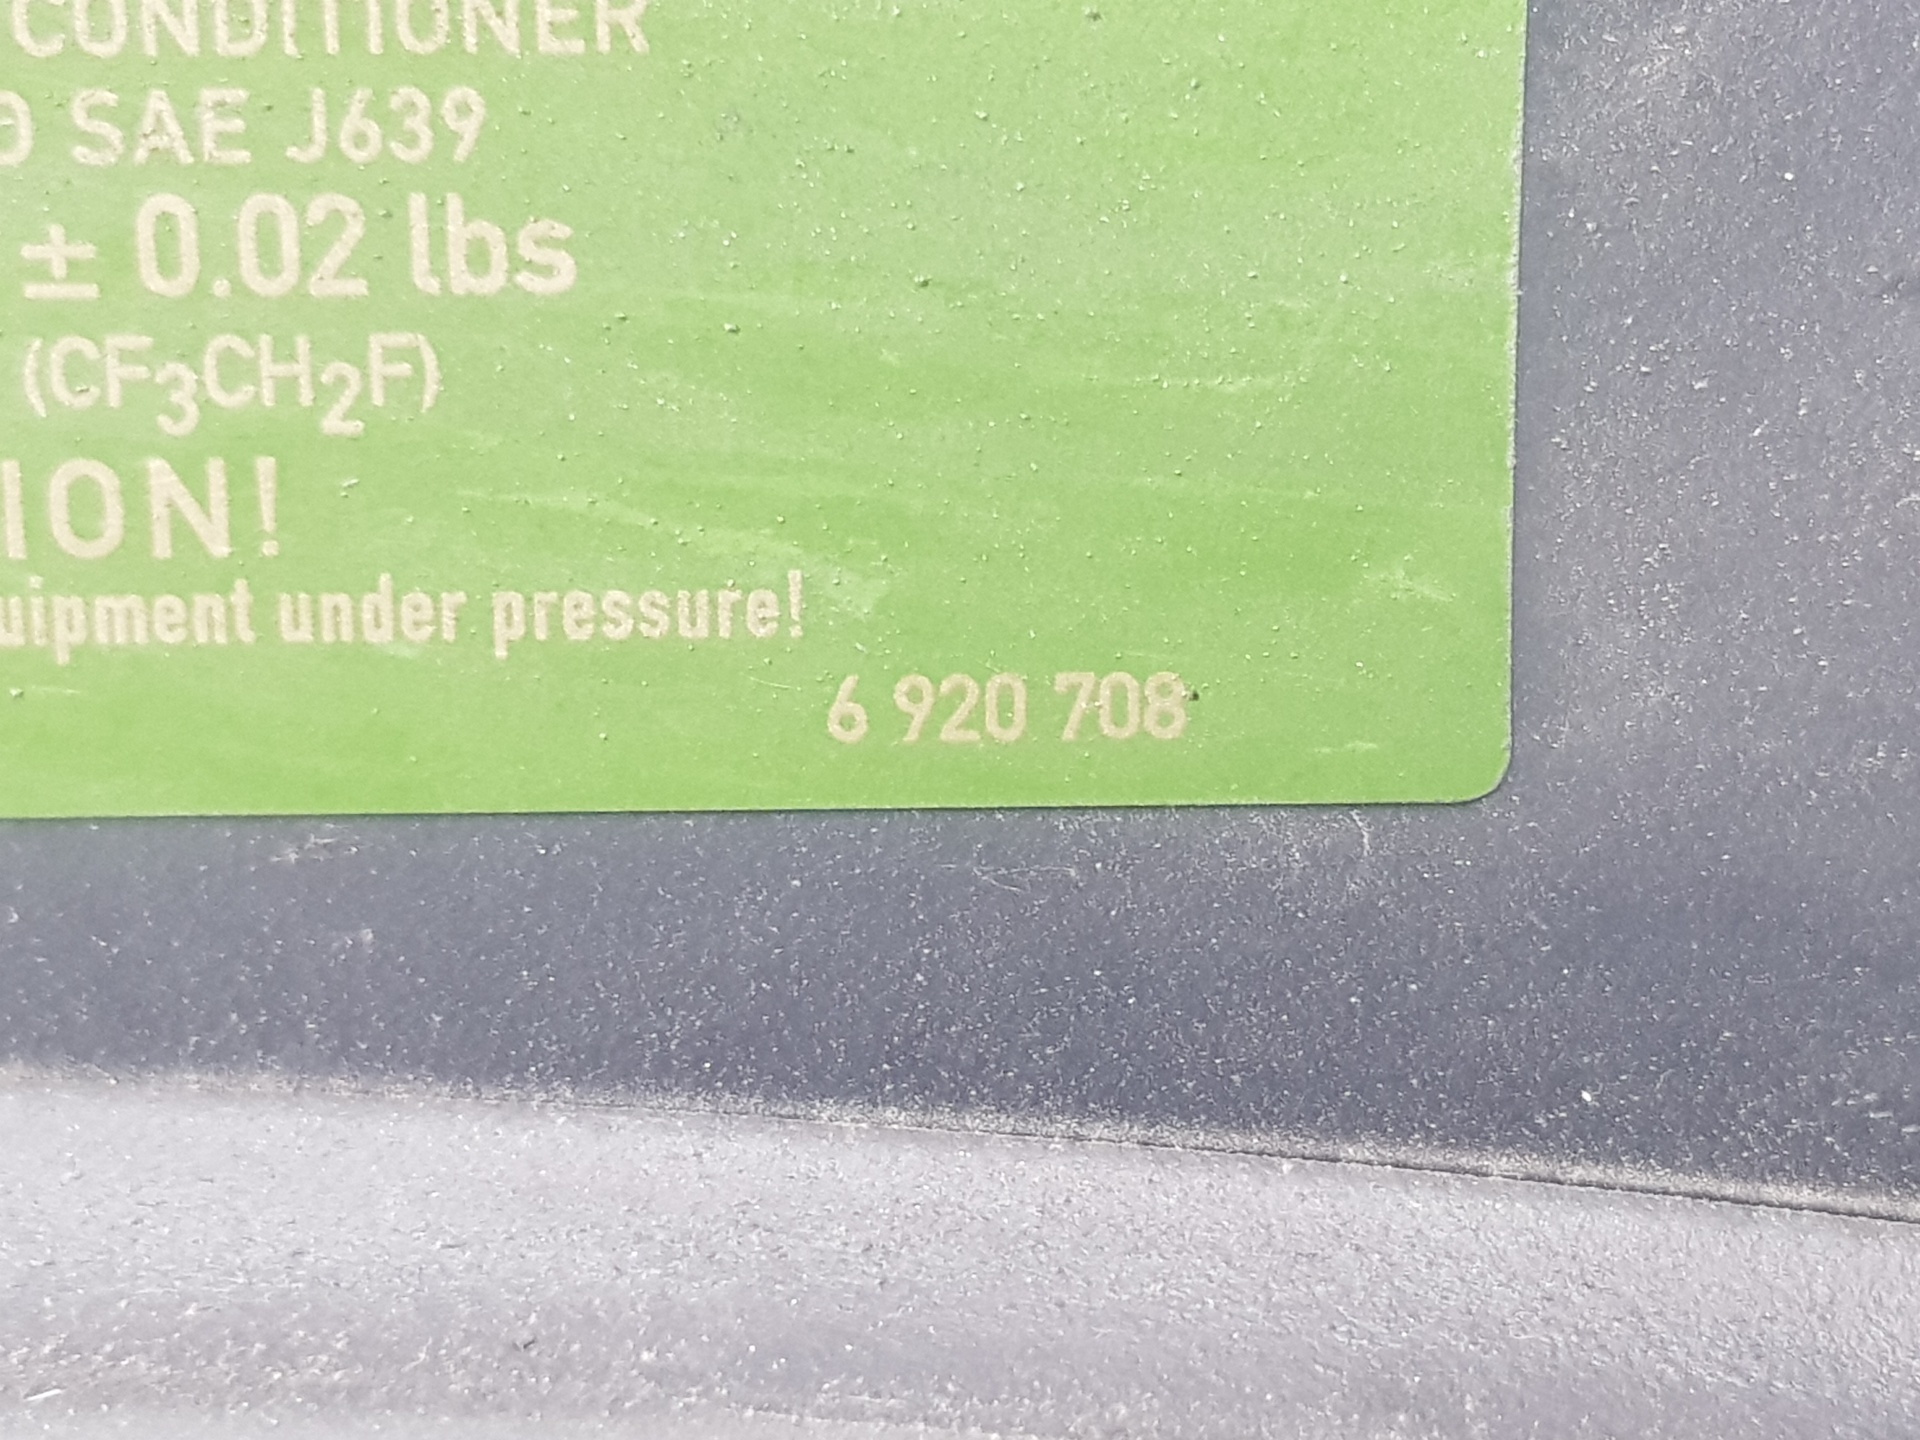 CONDITIONER
SAE J639
± 0.02 lbs
(CF₃CH₂F)
ION!
uipment under pressure!
6 920 708